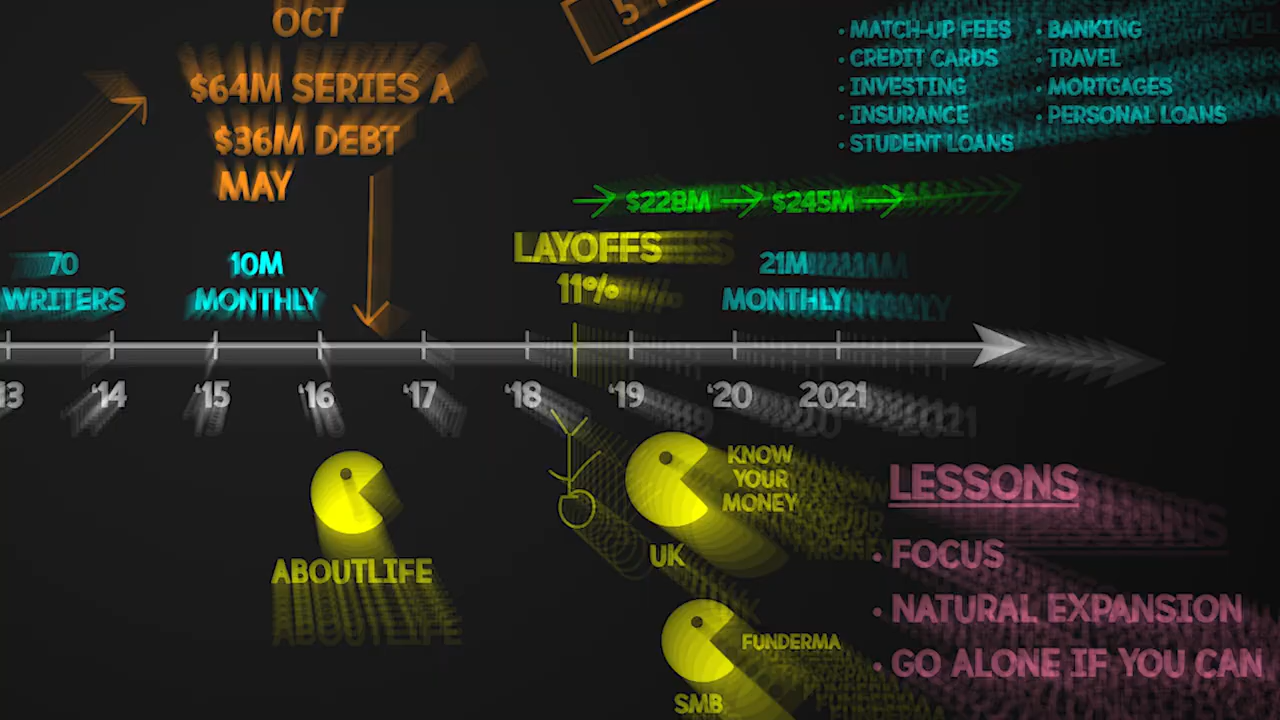 OCT
$64M SERIES A
$36M DEBT
MAY
• MATCH-UP FEES
• CREDIT CARDS
• INVESTING
• INSURANCE
• STUDENT LOANS
• BANKING
• TRAVEL
• MORTGAGES
• PERSONAL LOANS
$228M
$245M
70
WRITERS
10M
MONTHLY
LAYOFFS
11%
21M
MONTHLY
13 '14 '15 '16 '17 '18 '19 '20 2021
ABOUTLIFE
KNOW
YOUR
MONEY
UK
FUNDERMA
SMB
LESSONS
• FOCUS
• NATURAL EXPANSION
• GO ALONE IF YOU CAN